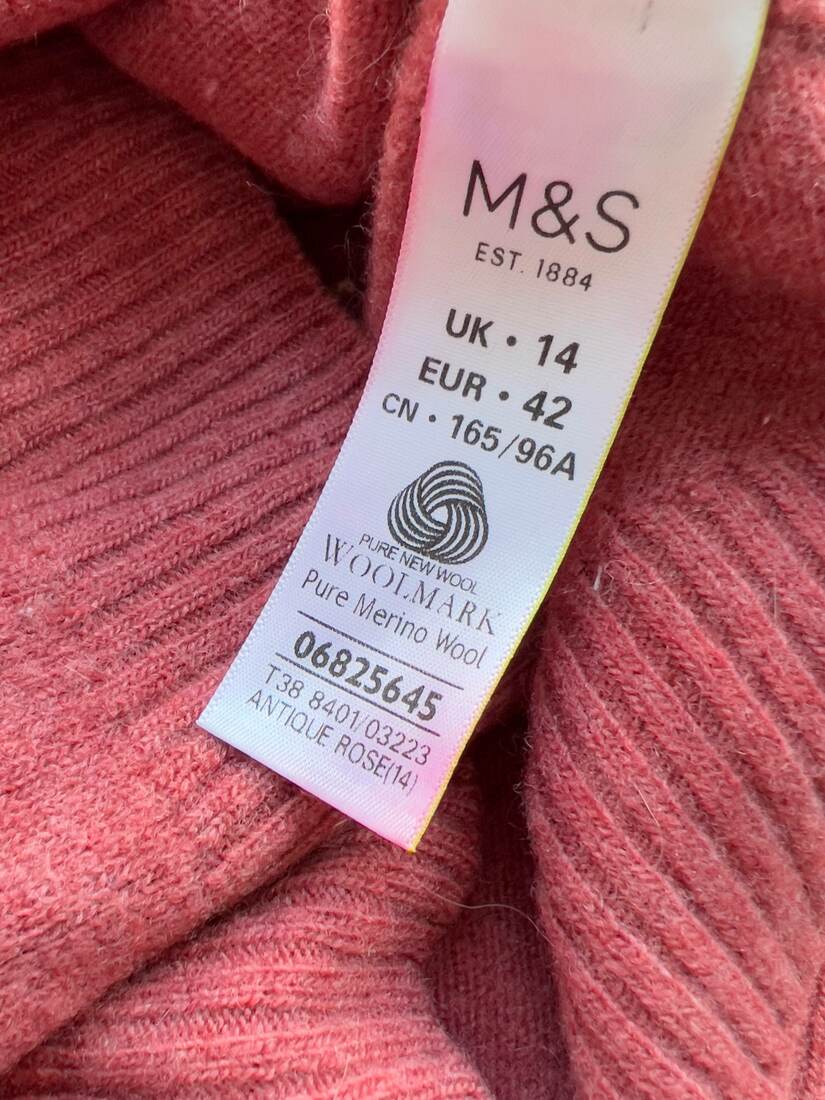 M&S
EST. 1884
UK • 14
EUR • 42
CN • 165/96A
PURE NEW WOOL
WOOLMARK
Pure Merino Wool
06825645
T38 8401/03223
ANTIQUE ROSE(14)